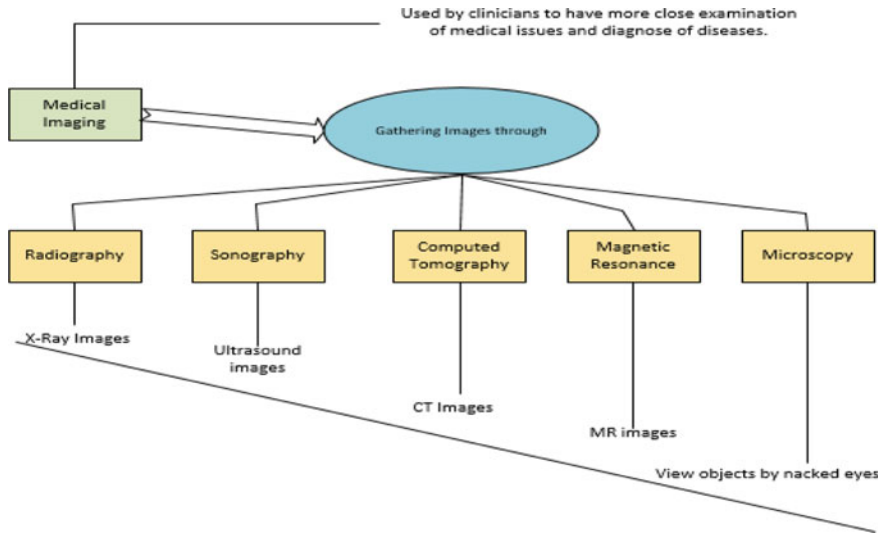 Used by clinicians to have more close examination
of medical issues and diagnose of diseases.
Medical
Imaging
Gathering Images through
Radiography
Sonography
Computed
Tomography
Magnetic
Resonance
Microscopy
X-Ray Images
Ultrasound
images
CT Images
MR images
View objects by nacked eyes